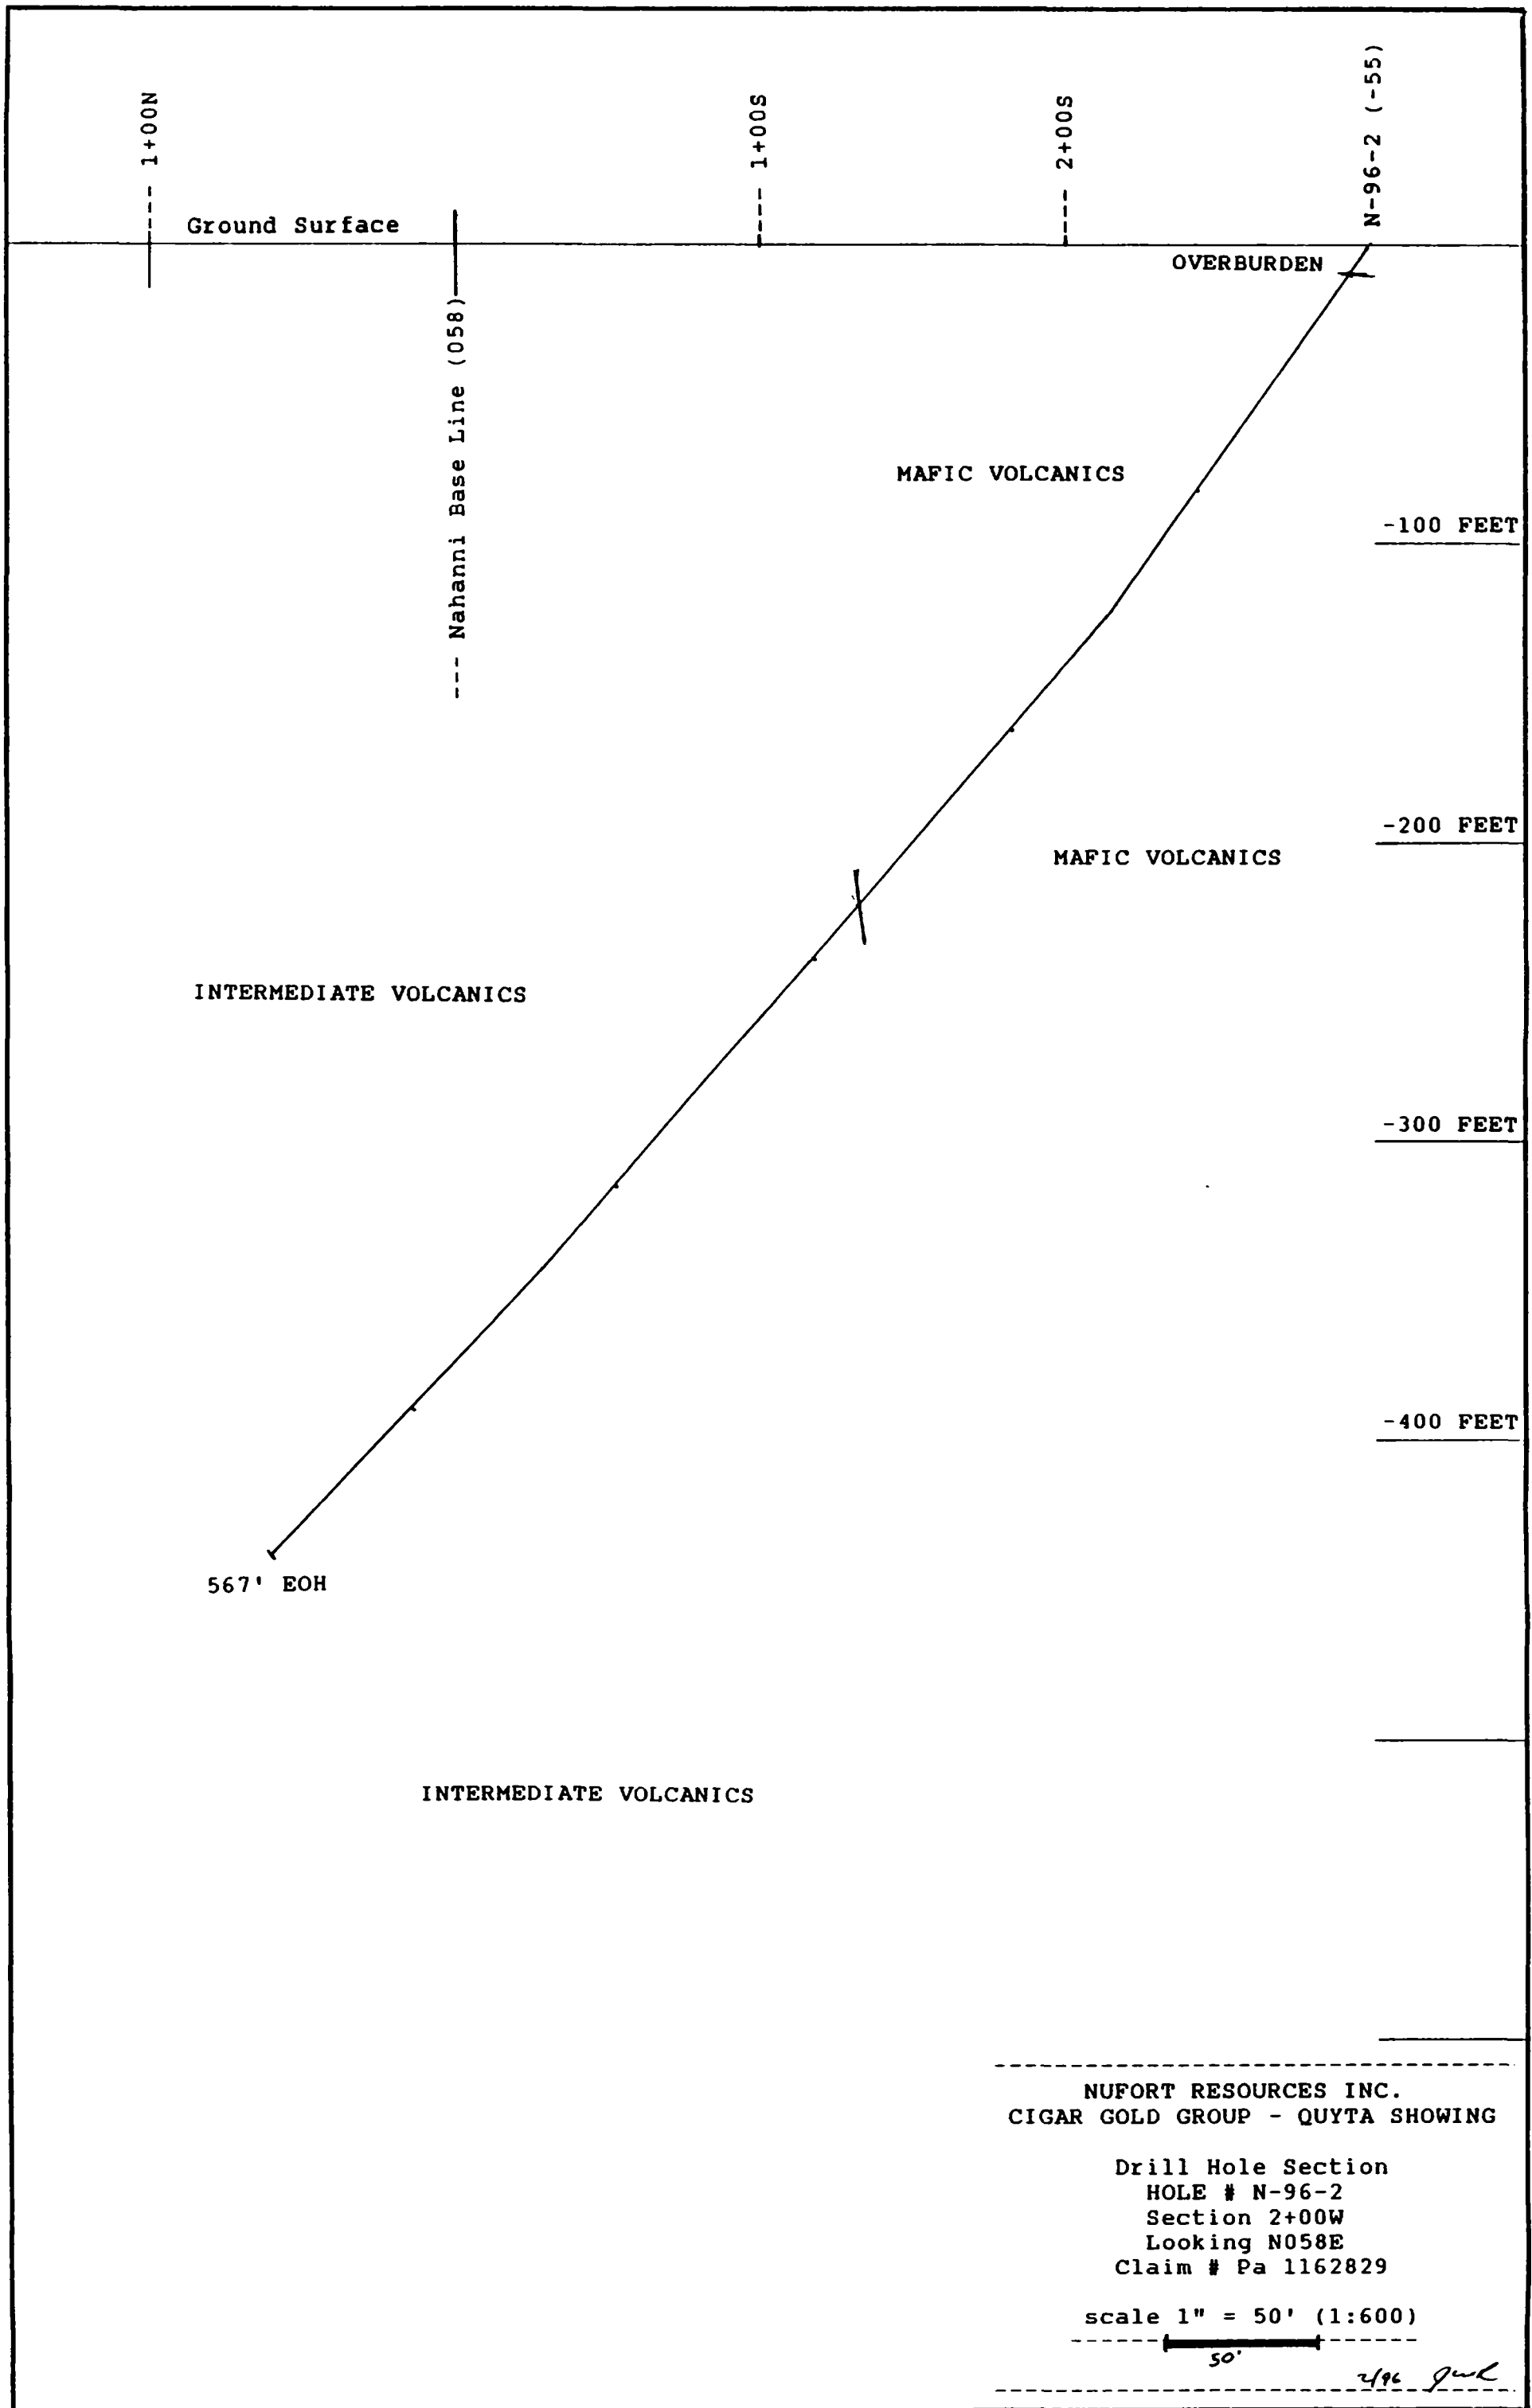 1+00N
1+00S
2+00S
N-96-2 (-55)
Ground Surface
OVERBURDEN
--- Nahanni Base Line (058)
MAFIC VOLCANICS
-100 FEET
-200 FEET
MAFIC VOLCANICS
INTERMEDIATE VOLCANICS
-300 FEET
-400 FEET
567' EOH
INTERMEDIATE VOLCANICS
NUFORT RESOURCES INC.
CIGAR GOLD GROUP - QUYTA SHOWING
Drill Hole Section
HOLE # N-96-2
Section 2+00W
Looking N058E
Claim # Pa 1162829
scale 1" = 50' (1:600)
50'
2/96